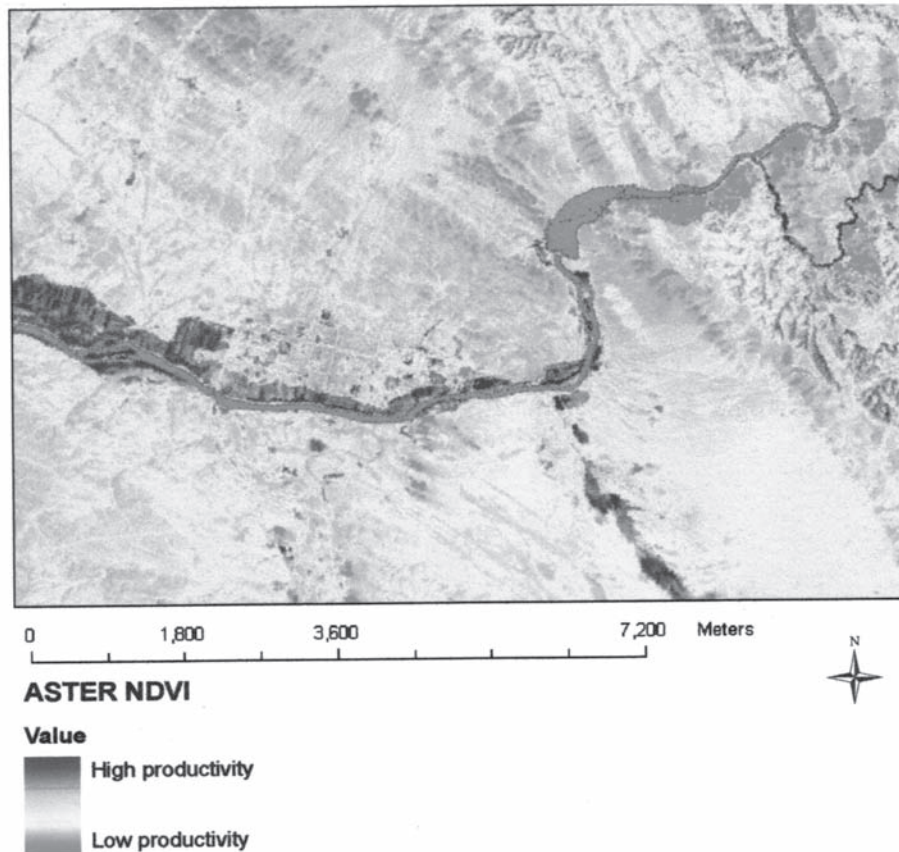 0 1,800 3,600 7,200 Meters
N
ASTER NDVI
Value
High productivity
Low productivity